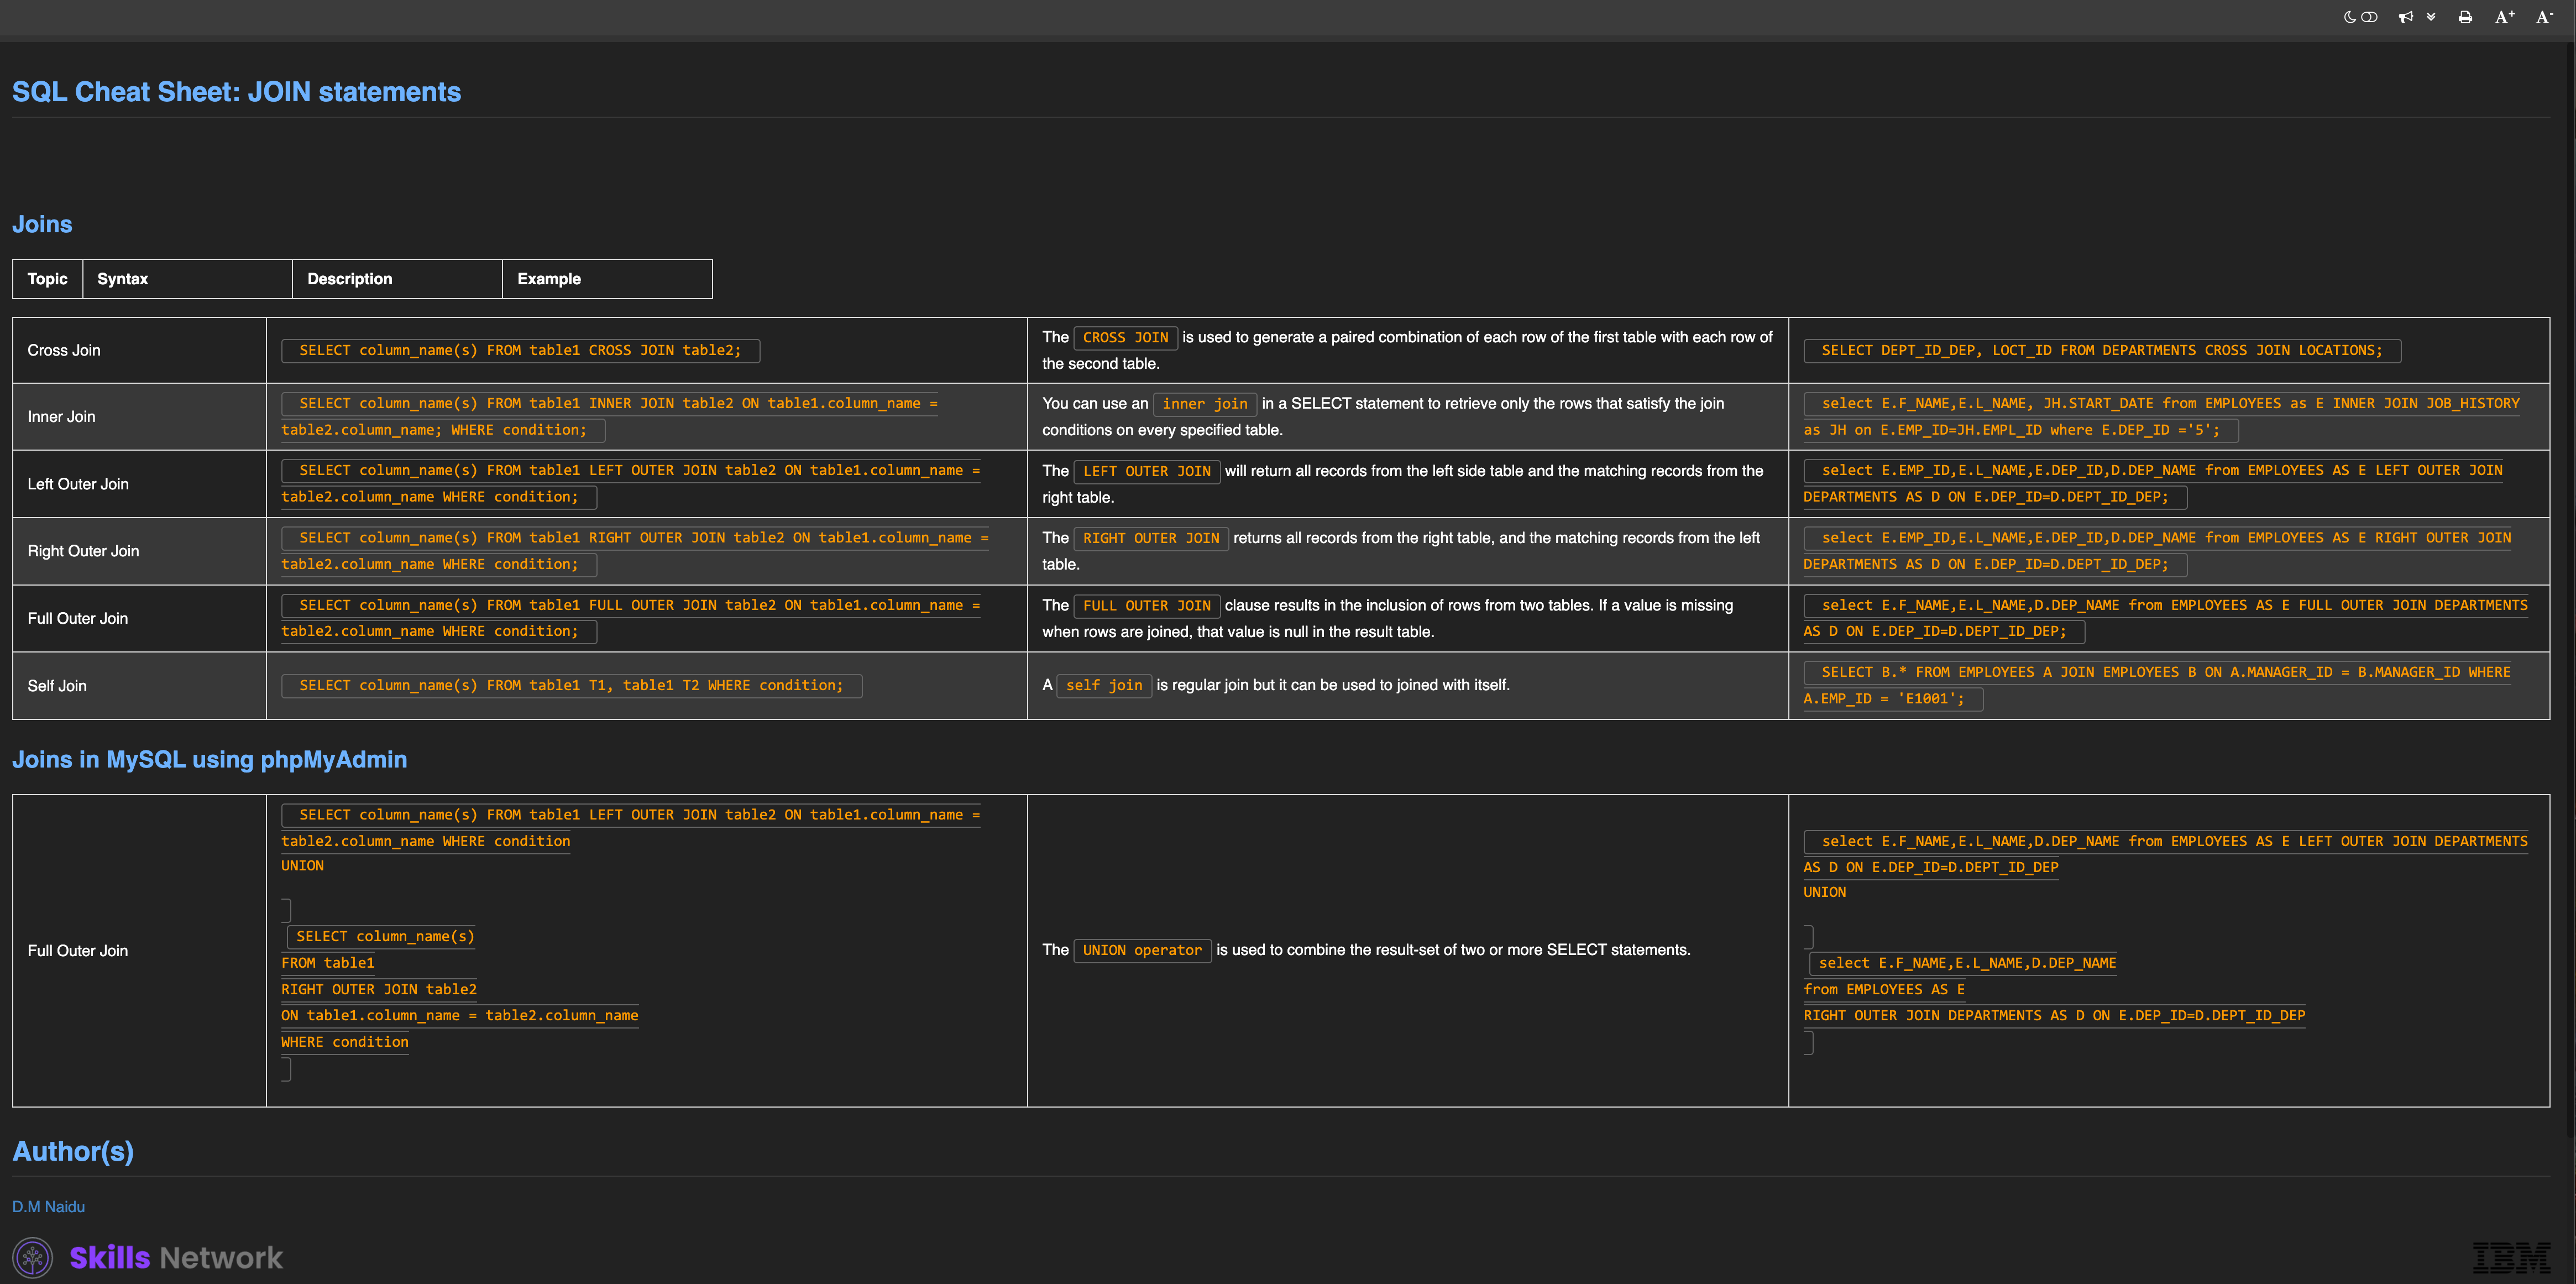 A+ A-
SQL Cheat Sheet: JOIN statements
Joins
Topic Syntax Description Example
Cross Join
SELECT column_name(s) FROM table1 CROSS JOIN table2;
The CROSS JOIN is used to generate a paired combination of each row of the first table with each row of
the second table.
SELECT DEPT_ID_DEP, LOCT_ID FROM DEPARTMENTS CROSS JOIN LOCATIONS;
Inner Join
SELECT column_name(s) FROM table1 INNER JOIN table2 ON table1.column_name =
table2.column_name; WHERE condition;
You can use an inner join in a SELECT statement to retrieve only the rows that satisfy the join
conditions on every specified table.
select E.F_NAME,E.L_NAME, JH.START_DATE from EMPLOYEES as E INNER JOIN JOB_HISTORY
as JH on E.EMP_ID=JH.EMPL_ID where E.DEP_ID ='5';
Left Outer Join
SELECT column_name(s) FROM table1 LEFT OUTER JOIN table2 ON table1.column_name =
table2.column_name WHERE condition;
The LEFT OUTER JOIN will return all records from the left side table and the matching records from the
right table.
select E.EMP_ID,E.L_NAME,E.DEP_ID,D.DEP_NAME from EMPLOYEES AS E LEFT OUTER JOIN
DEPARTMENTS AS D ON E.DEP_ID=D.DEPT_ID_DEP;
Right Outer Join
SELECT column_name(s) FROM table1 RIGHT OUTER JOIN table2 ON table1.column_name =
table2.column_name WHERE condition;
The RIGHT OUTER JOIN returns all records from the right table, and the matching records from the left
table.
select E.EMP_ID,E.L_NAME,E.DEP_ID,D.DEP_NAME from EMPLOYEES AS E RIGHT OUTER JOIN
DEPARTMENTS AS D ON E.DEP_ID=D.DEPT_ID_DEP;
Full Outer Join
SELECT column_name(s) FROM table1 FULL OUTER JOIN table2 ON table1.column_name =
table2.column_name WHERE condition;
The FULL OUTER JOIN clause results in the inclusion of rows from two tables. If a value is missing
when rows are joined, that value is null in the result table.
select E.F_NAME,E.L_NAME,D.DEP_NAME from EMPLOYEES AS E FULL OUTER JOIN DEPARTMENTS
AS D ON E.DEP_ID=D.DEPT_ID_DEP;
Self Join
SELECT column_name(s) FROM table1 T1, table1 T2 WHERE condition;
A self join is regular join but it can be used to joined with itself.
SELECT B.* FROM EMPLOYEES A JOIN EMPLOYEES B ON A.MANAGER_ID = B.MANAGER_ID WHERE
A.EMP_ID = 'E1001';
Joins in MySQL using phpMyAdmin
Full Outer Join
SELECT column_name(s) FROM table1 LEFT OUTER JOIN table2 ON table1.column_name =
table2.column_name WHERE condition
UNION
SELECT column_name(s)
FROM table1
RIGHT OUTER JOIN table2
ON table1.column_name = table2.column_name
WHERE condition
The UNION operator is used to combine the result-set of two or more SELECT statements.
select E.F_NAME,E.L_NAME,D.DEP_NAME from EMPLOYEES AS E LEFT OUTER JOIN DEPARTMENTS
AS D ON E.DEP_ID=D.DEPT_ID_DEP
UNION
select E.F_NAME,E.L_NAME,D.DEP_NAME
from EMPLOYEES AS E
RIGHT OUTER JOIN DEPARTMENTS AS D ON E.DEP_ID=D.DEPT_ID_DEP
Author(s)
D.M Naidu
Skills Network
IBM